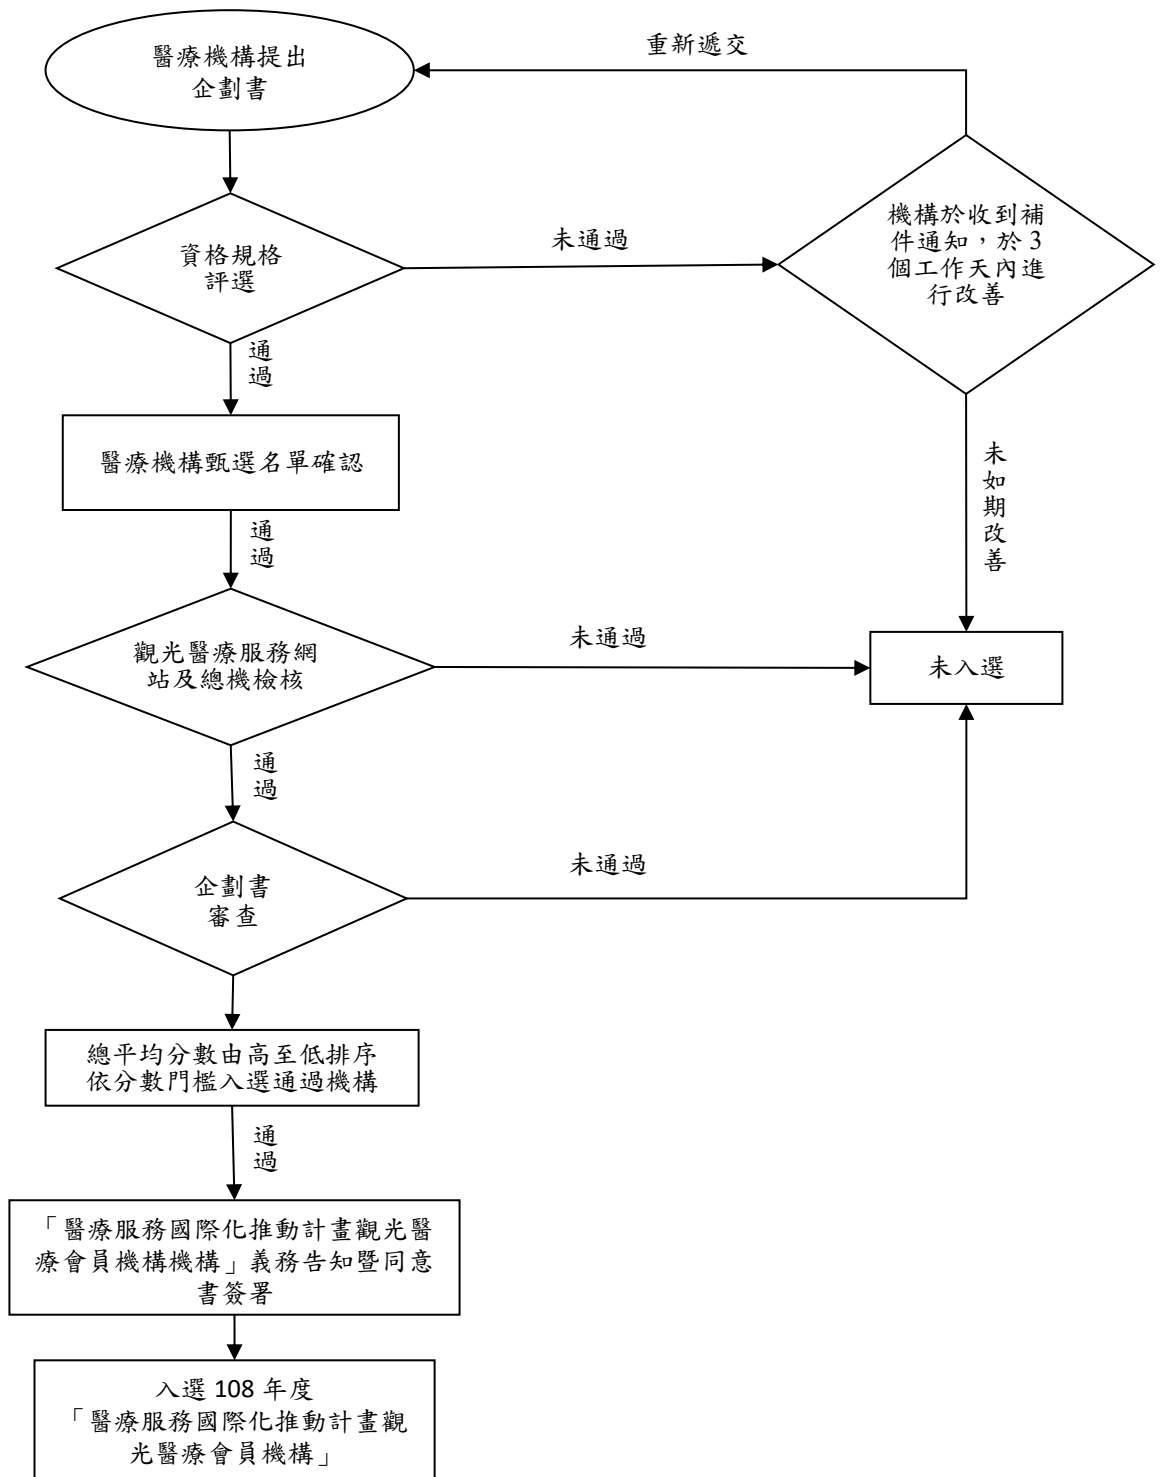 醫療機構提出
企劃書
重新遞交
資格規格
評選
未通過
機構於收到補
件通知，於 3
個工作天內進
行改善
通
過
醫療機構甄選名單確認
未
如
期
改
善
通
過
觀光醫療服務網
站及總機檢核
未通過
未入選
通
過
企劃書
審查
未通過
總平均分數由高至低排序
依分數門檻入選通過機構
通
過
「醫療服務國際化推動計畫觀光醫
療會員機構機構」義務告知暨同意
書簽署
入選 108 年度
「醫療服務國際化推動計畫觀
光醫療會員機構」